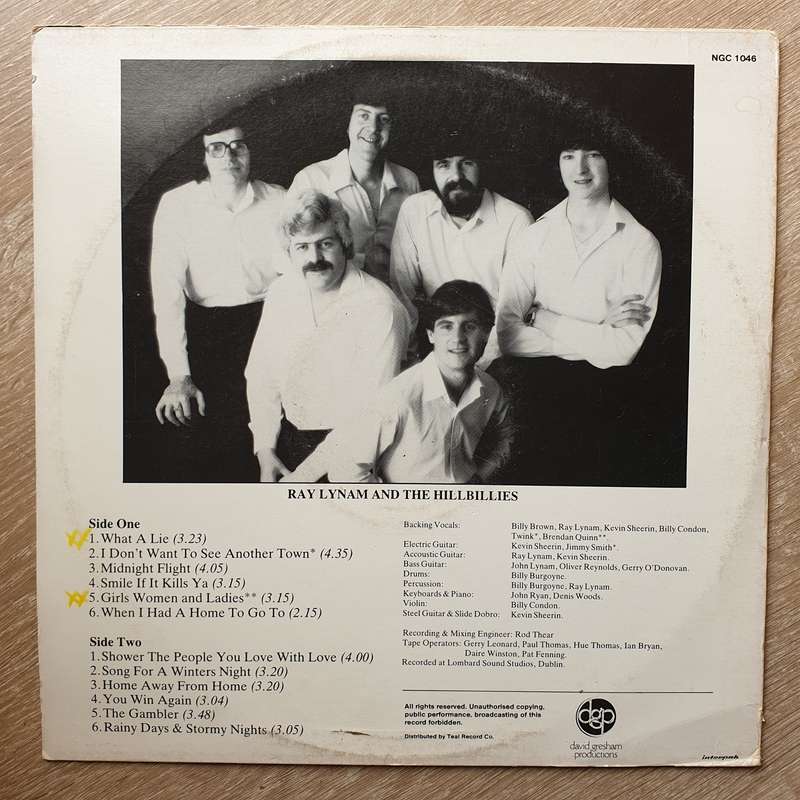 NGC 1046
RAY LYNAM AND THE HILLBILLIES
Side One
1. What A Lie (3.23)
2. I Don't Want To See Another Town* (4.35)
3. Midnight Flight (4.05)
4. Smile If It Kills Ya (3.15)
5. Girls Women and Ladies** (3.15)
6. When I Had A Home To Go To (2.15)
Side Two
1. Shower The People You Love With Love (4.00)
2. Song For A Winters Night (3.20)
3. Home Away From Home (3.20)
4. You Win Again (3.04)
5. The Gambler (3.48)
6. Rainy Days & Stormy Nights (3.05)
Backing Vocals: Billy Brown, Ray Lynam, Kevin Sheerin, Billy Condon,
Twink*, Brendan Quinn**.
Electric Guitar: Kevin Sheerin, Jimmy Smith*.
Accoustic Guitar: Ray Lynam, Kevin Sheerin.
Bass Guitar: John Lynam, Oliver Reynolds, Gerry O'Donovan.
Drums: Billy Burgoyne.
Percussion: Billy Burgoyne, Ray Lynam.
Keyboards & Piano: John Ryan, Denis Woods.
Violin: Billy Condon.
Steel Guitar & Slide Dobro: Kevin Sheerin.
Recording & Mixing Engineer: Rod Thear
Tape Operators: Gerry Leonard, Paul Thomas, Hue Thomas, Ian Bryan,
Daire Winston, Pat Fenning.
Recorded at Lombard Sound Studios, Dublin.
All rights reserved. Unauthorised copying,
public performance, broadcasting of this
record forbidden.
Distributed by Teal Record Co.
dgp
david gresham
productions
interpak